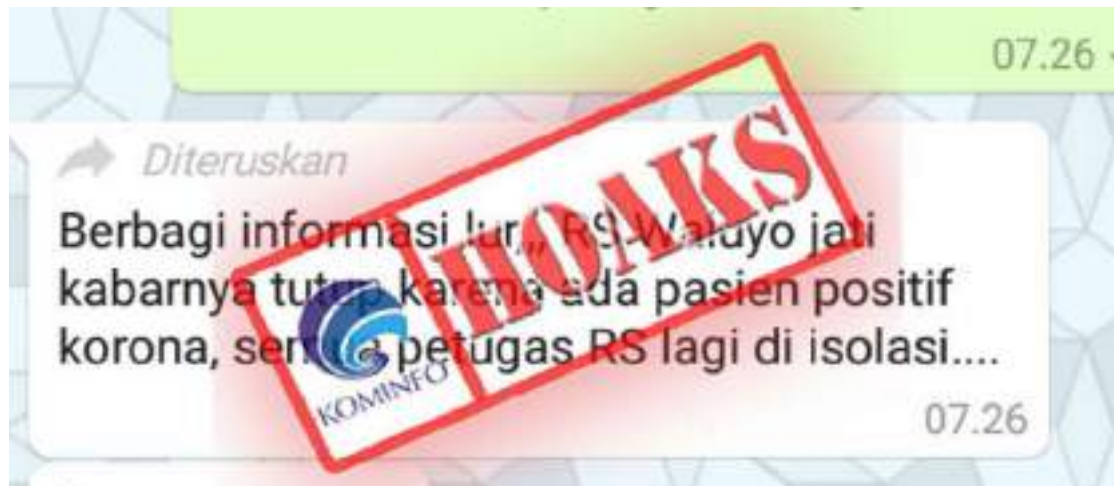 07.26
Diteruskan
Berbagi informasi lur,,, RS Waluyo jati
kabarnya tutup karena ada pasien positif
korona, semua petugas RS lagi di isolasi....
07.26
KOMINFO
HOAKS